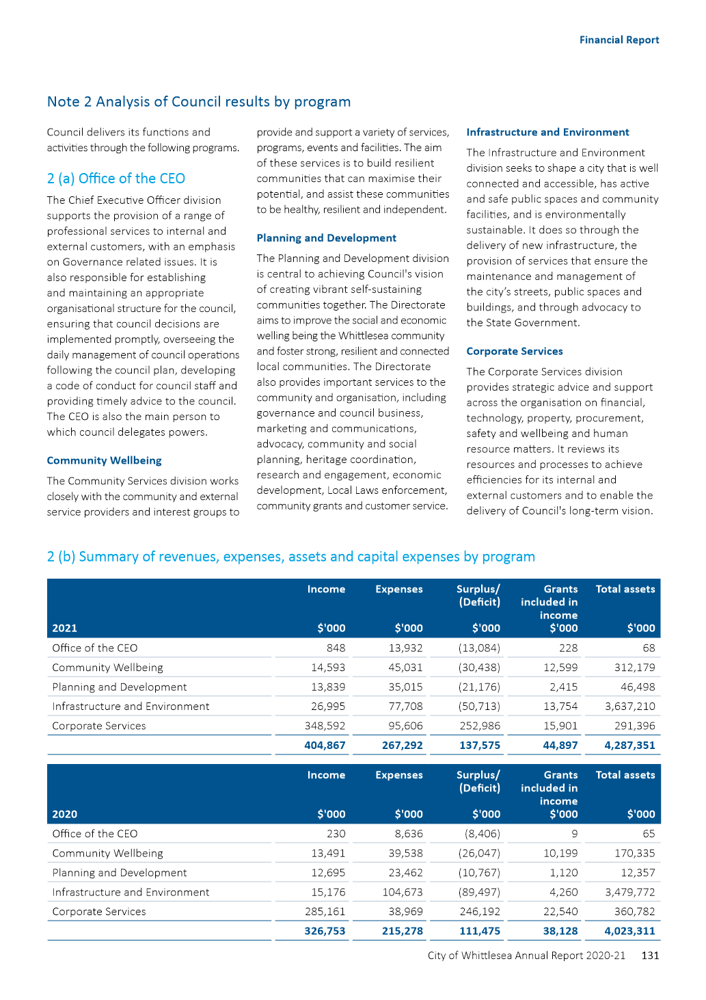 Financial Report
Note 2 Analysis of Council results by program
Council delivers its functions and
activities through the following programs.
2 (a) Office of the CEO
The Chief Executive Officer division
supports the provision of a range of
professional services to internal and
external customers, with an emphasis
on Governance related issues. It is
also responsible for establishing
and maintaining an appropriate
organisational structure for the council,
ensuring that council decisions are
implemented promptly, overseeing the
daily management of council operations
following the council plan, developing
a code of conduct for council staff and
providing timely advice to the council.
The CEO is also the main person to
which council delegates powers.
Community Wellbeing
The Community Services division works
closely with the community and external
service providers and interest groups to
provide and support a variety of services,
programs, events and facilities. The aim
of these services is to build resilient
communities that can maximise their
potential, and assist these communities
to be healthy, resilient and independent.
Planning and Development
The Planning and Development division
is central to achieving Council's vision
of creating vibrant self-sustaining
communities together. The Directorate
aims to improve the social and economic
welling being the Whittlesea community
and foster strong, resilient and connected
local communities. The Directorate
also provides important services to the
community and organisation, including
governance and council business,
marketing and communications,
advocacy, community and social
planning, heritage coordination,
research and engagement, economic
development, Local Laws enforcement,
community grants and customer service.
Infrastructure and Environment
The Infrastructure and Environment
division seeks to shape a city that is well
connected and accessible, has active
and safe public spaces and community
facilities, and is environmentally
sustainable. It does so through the
delivery of new infrastructure, the
provision of services that ensure the
maintenance and management of
the city’s streets, public spaces and
buildings, and through advocacy to
the State Government.
Corporate Services
The Corporate Services division
provides strategic advice and support
across the organisation on financial,
technology, property, procurement,
safety and wellbeing and human
resource matters. It reviews its
resources and processes to achieve
efficiencies for its internal and
external customers and to enable the
delivery of Council's long-term vision.
2 (b) Summary of revenues, expenses, assets and capital expenses by program
Income Expenses Surplus/ Grants Total assets
(Deficit) included in
income
2021 $'000 $'000 $'000 $'000 $'000
Office of the CEO 848 13,932 (13,084) 228 68
Community Wellbeing 14,593 45,031 (30,438) 12,599 312,179
Planning and Development 13,839 35,015 (21,176) 2,415 46,498
Infrastructure and Environment 26,995 77,708 (50,713) 13,754 3,637,210
Corporate Services 348,592 95,606 252,986 15,901 291,396
404,867 267,292 137,575 44,897 4,287,351
Income Expenses Surplus/ Grants Total assets
(Deficit) included in
income
2020 $'000 $'000 $'000 $'000 $'000
Office of the CEO 230 8,636 (8,406) 9 65
Community Wellbeing 13,491 39,538 (26,047) 10,199 170,335
Planning and Development 12,695 23,462 (10,767) 1,120 12,357
Infrastructure and Environment 15,176 104,673 (89,497) 4,260 3,479,772
Corporate Services 285,161 38,969 246,192 22,540 360,782
326,753 215,278 111,475 38,128 4,023,311
City of Whittlesea Annual Report 2020-21 131